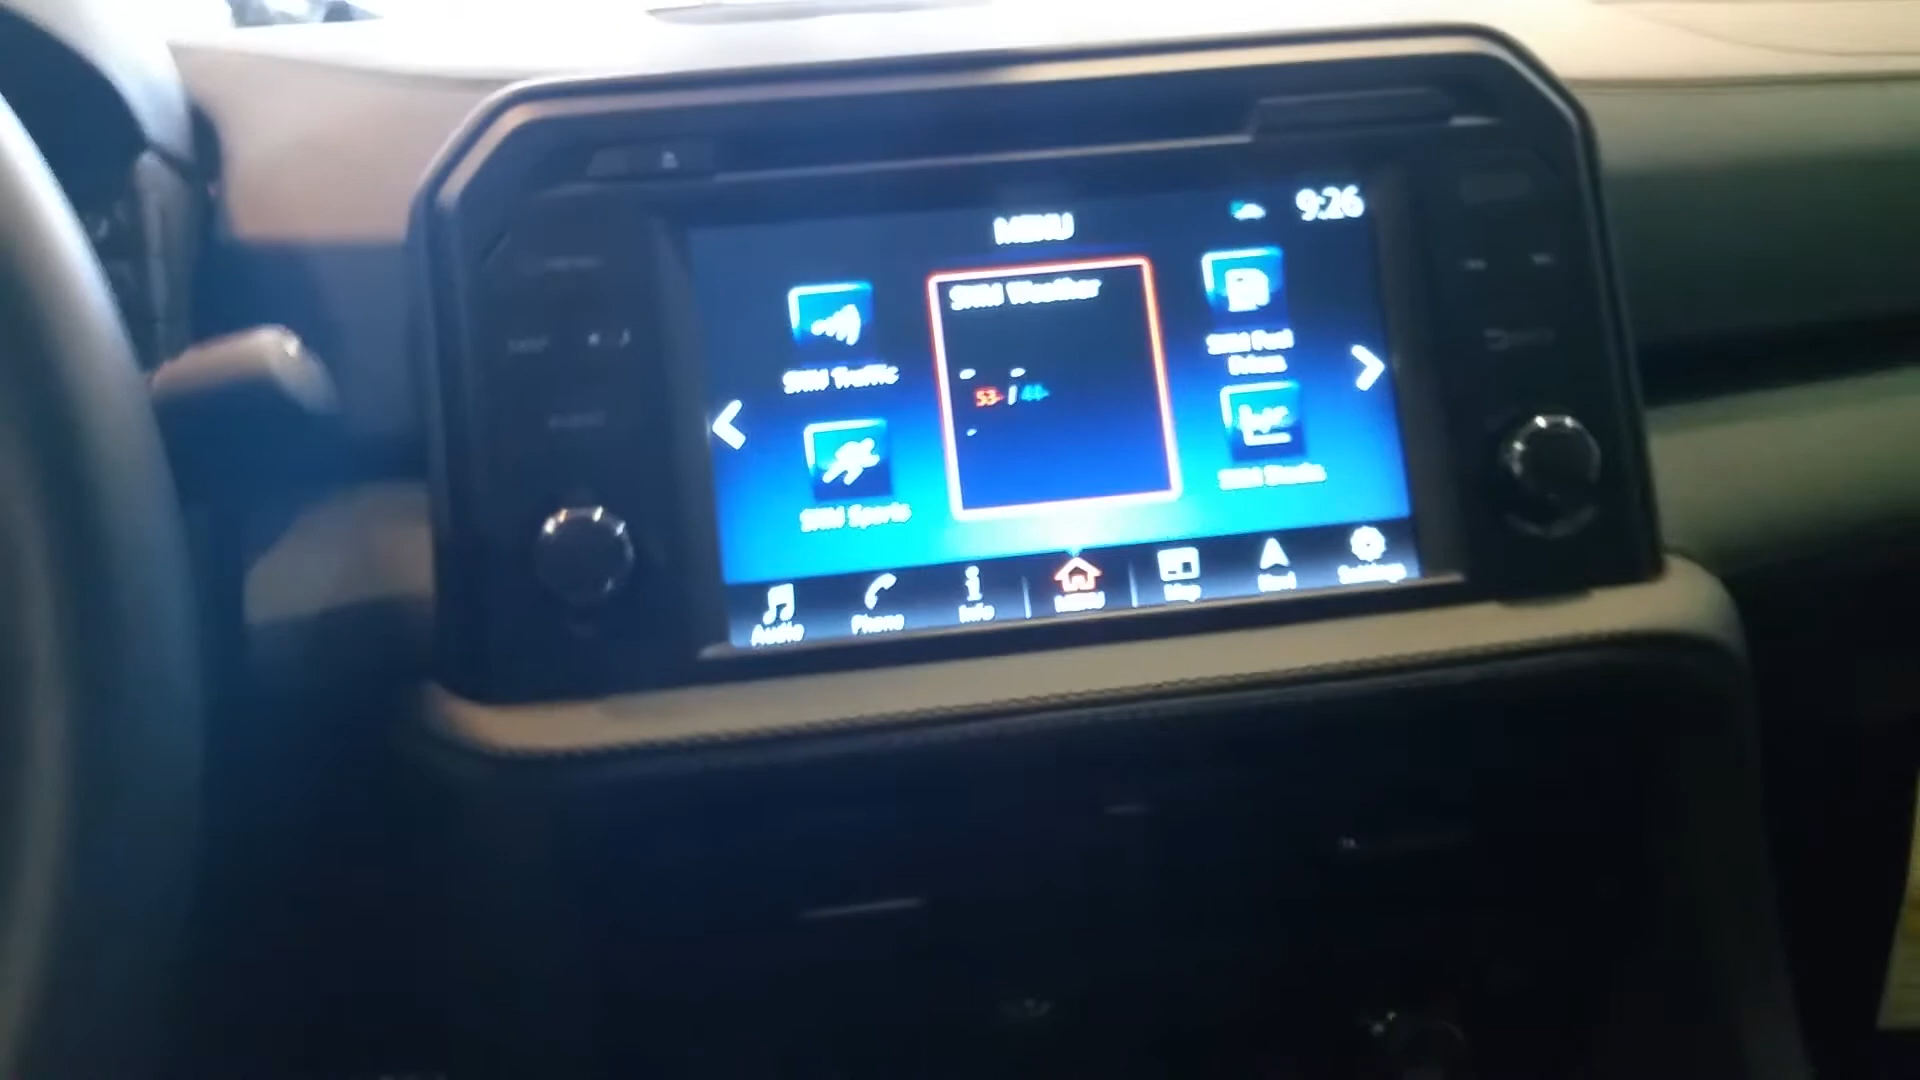 MENU
9:26
SXM Traffic
SXM Weather
53- / 44-
SXM Fuel
Prices
SXM Sports
SXM Stocks
Audio
Phone
Info
MENU
Map
Navi
Settings